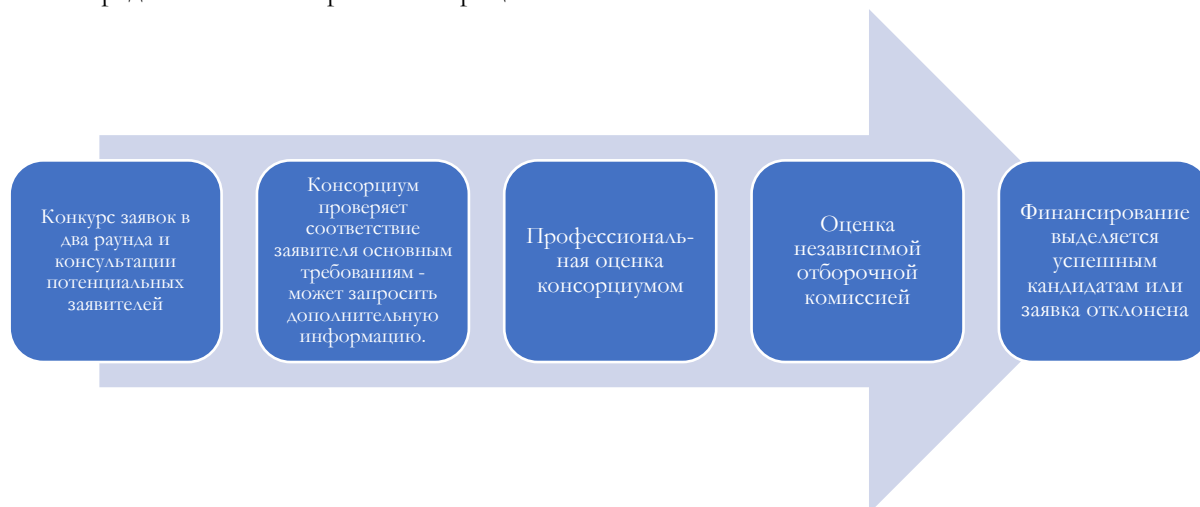 Конкурс заявок в
два раунда и
консультации
потенциальных
заявителей
Консорциум
проверяет
соответствие
заявителя основным
требованиям -
может запросить
дополнительную
информацию.
Профессиональ-
ная оценка
консорциумом
Оценка
независимой
отборочной
комиссией
Финансирование
выделяется
успешным
кандидатам или
заявка отклонена